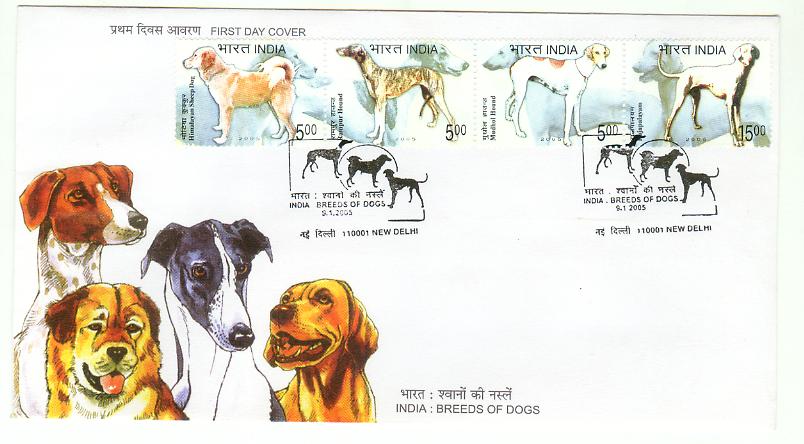 प्रथम दिवस आवरण FIRST DAY COVER
भारत INDIA
भोटिया कुक्कुर
Himalayan Sheep Dog
2005
5.00
भारत INDIA
रामपुर हाउन्ड
Rampur Hound
2005
5.00
भारत INDIA
मुधोल हाउन्ड
Mudhol Hound
2005
5.00
भारत INDIA
राजापालयम
Rajapalayam
2005
15.00
भारत : श्वानों की नस्लें
INDIA BREEDS OF DOGS
9.1.2005
नई दिल्ली 110001 NEW DELHI
भारत . श्वानों की नस्लें
INDIA . BREEDS OF DOGS
9.1.2005
नई दिल्ली 110001 NEW DELHI
भारत : श्वानों की नस्लें
INDIA : BREEDS OF DOGS